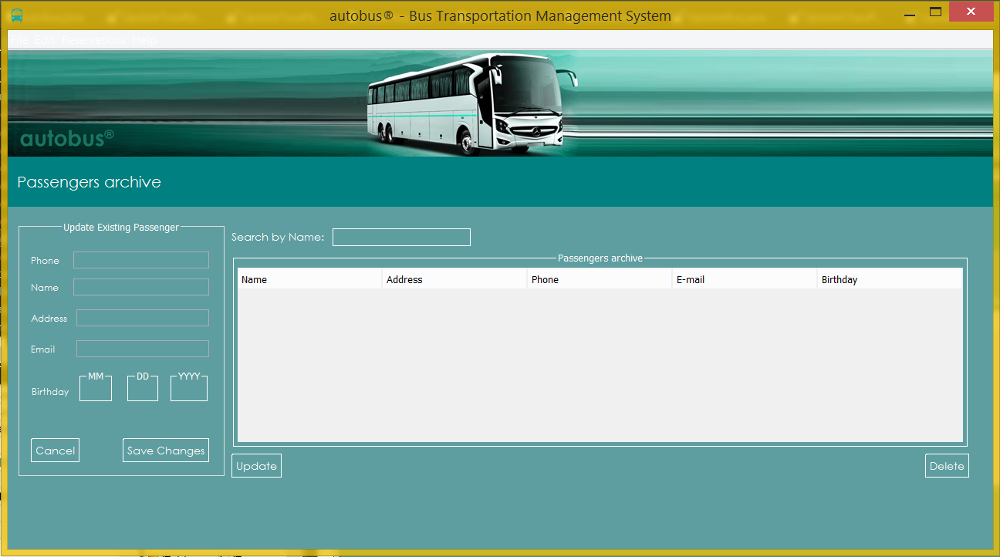 autobus® - Bus Transportation Management System
File Edit Reservations Help
autobus®
Passengers archive
Update Existing Passenger
Phone
Name
Address
Email
Birthday MM DD YYYY
Cancel Save Changes
Search by Name:
Passengers archive
Name Address Phone E-mail Birthday
Update Delete